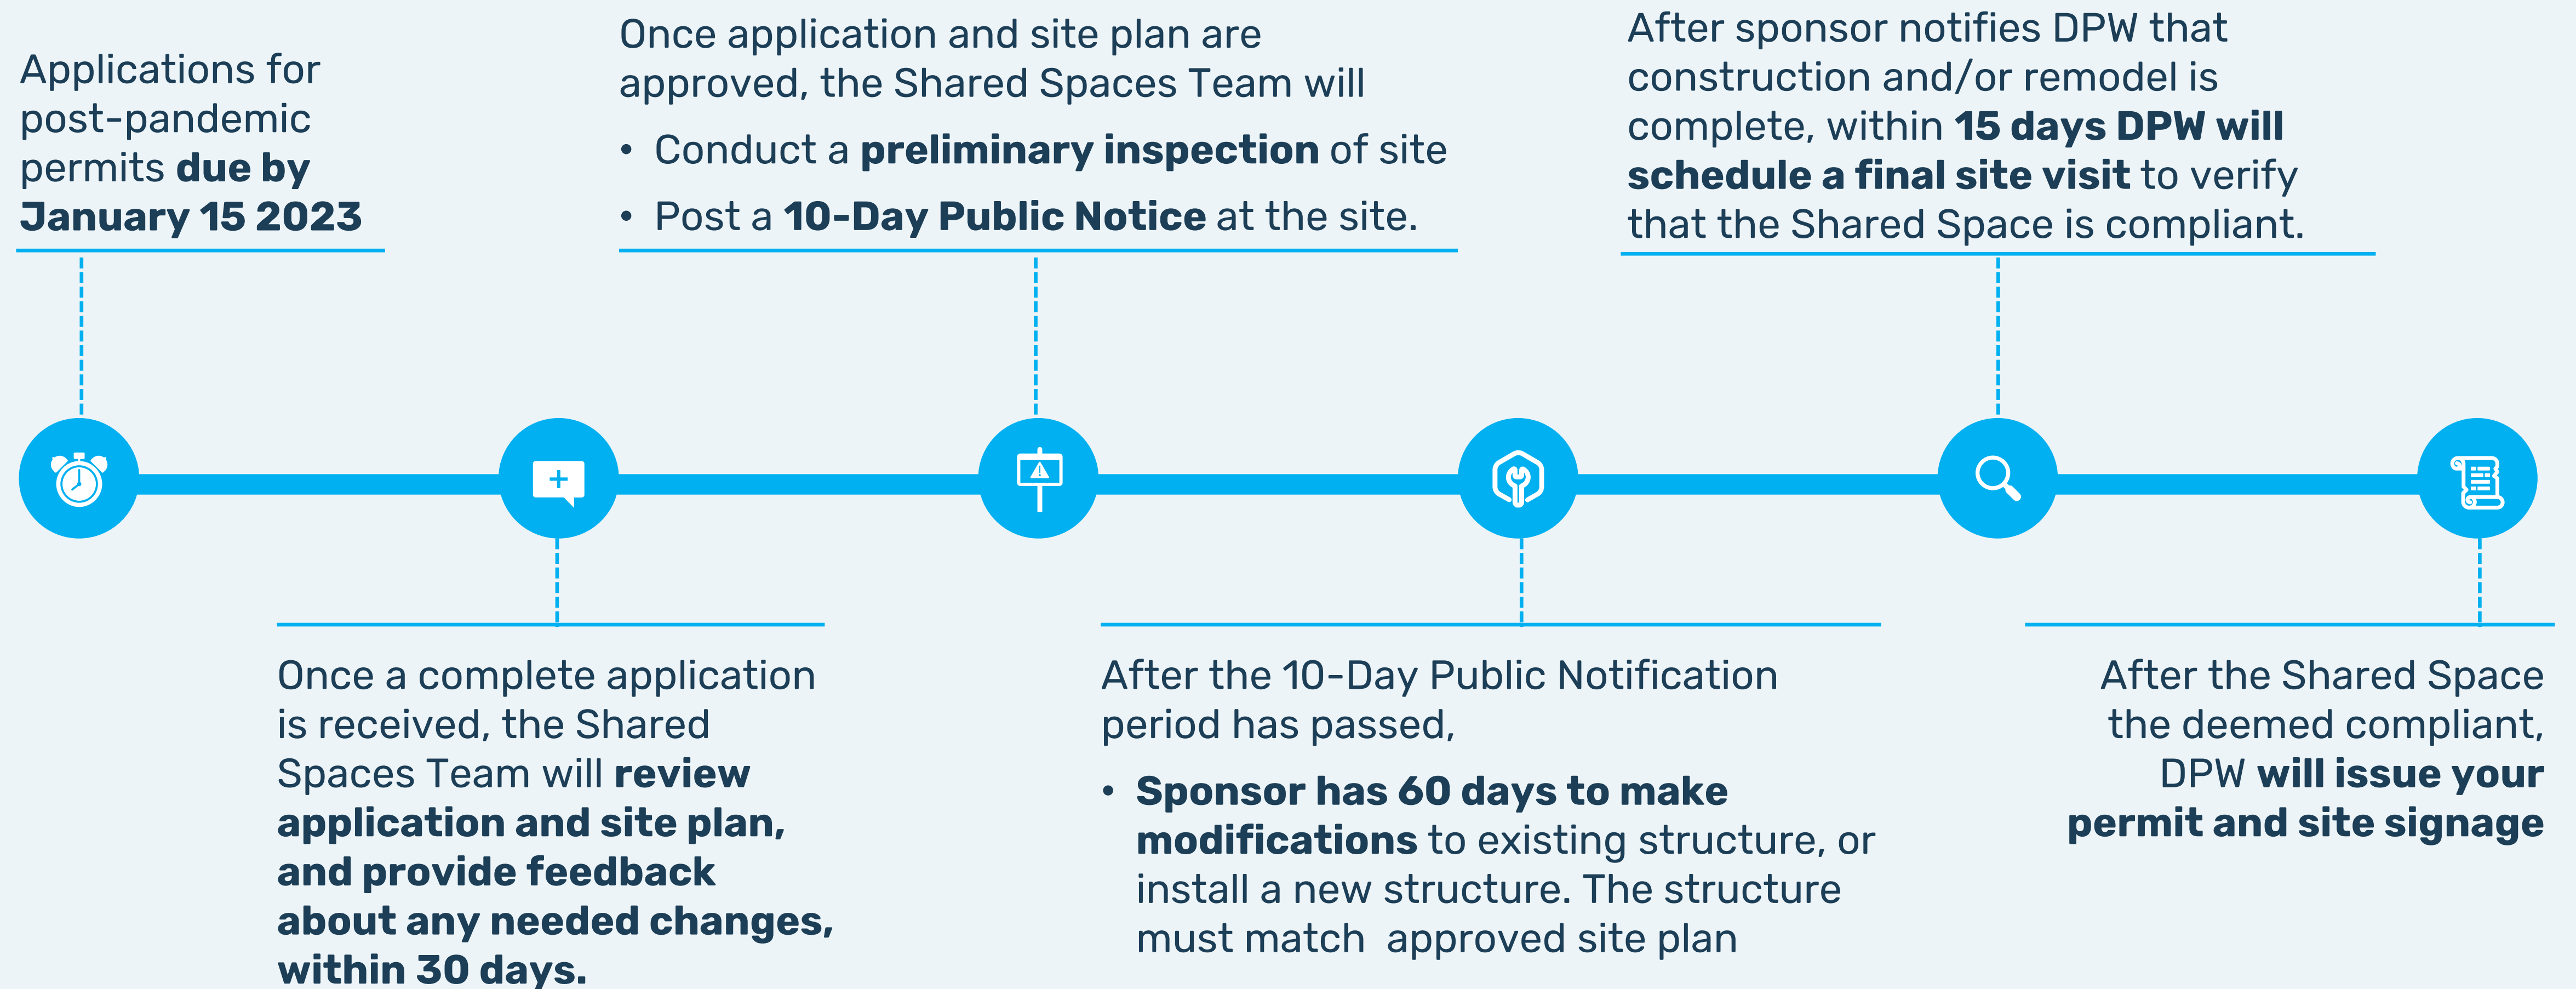 Applications for
post-pandemic
permits due by
January 15 2023
Once a complete application
is received, the Shared
Spaces Team will review
application and site plan,
and provide feedback
about any needed changes,
within 30 days.
Once application and site plan are
approved, the Shared Spaces Team will
• Conduct a preliminary inspection of site
• Post a 10-Day Public Notice at the site.
After the 10-Day Public Notification
period has passed,
• Sponsor has 60 days to make
modifications to existing structure, or
install a new structure. The structure
must match  approved site plan
After sponsor notifies DPW that
construction and/or remodel is
complete, within 15 days DPW will
schedule a final site visit to verify
that the Shared Space is compliant.
After the Shared Space
the deemed compliant,
DPW will issue your
permit and site signage